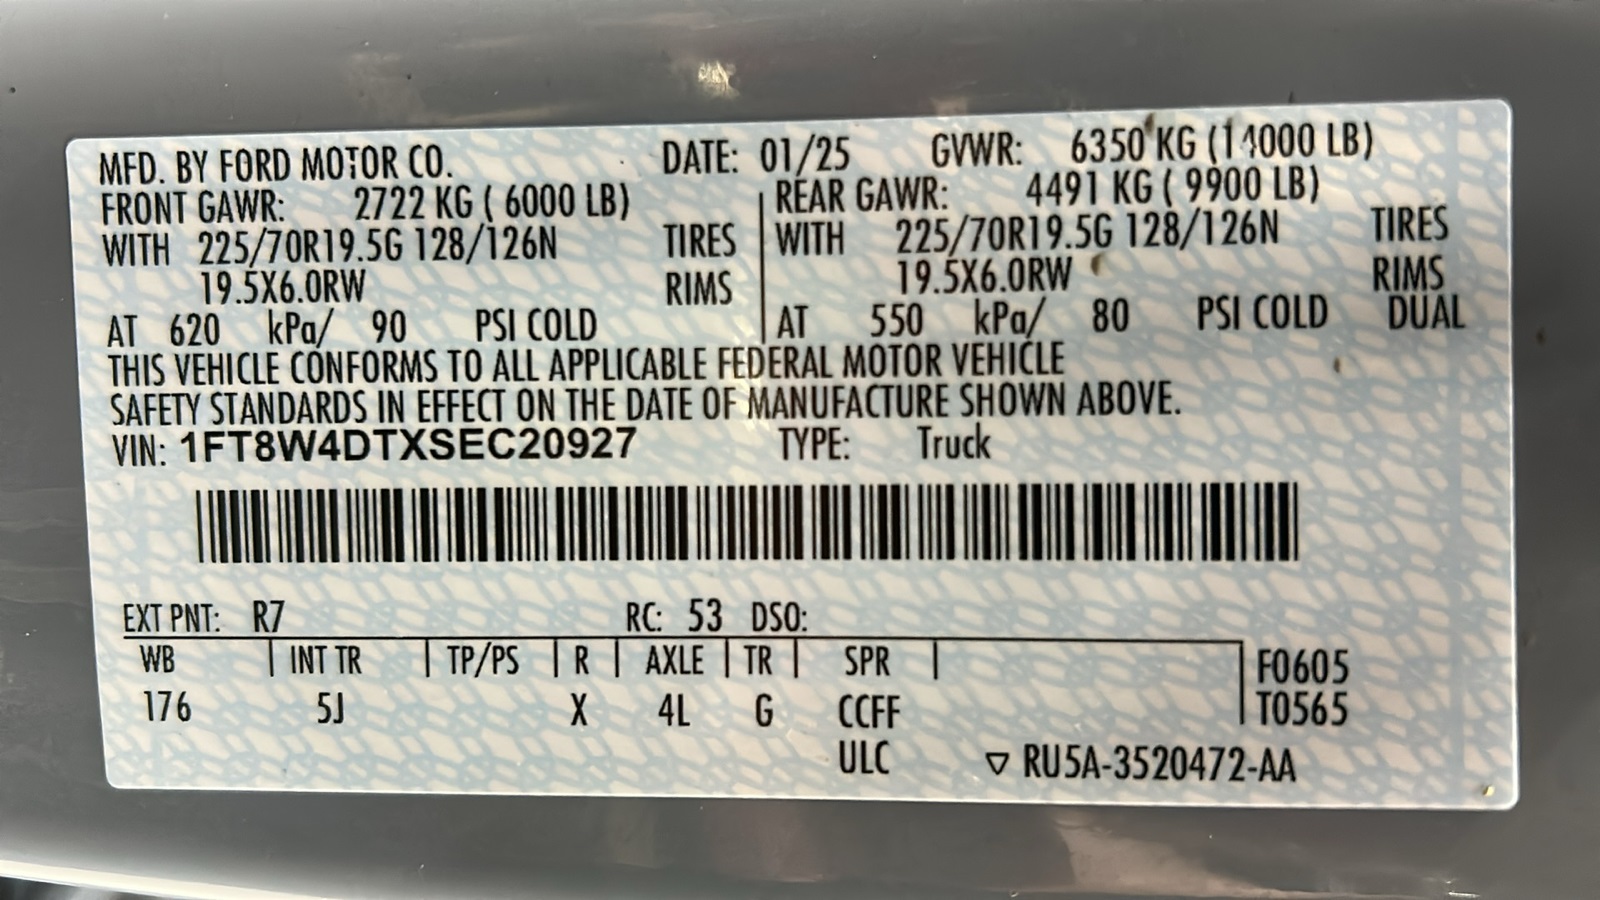 MFD. BY FORD MOTOR CO. DATE: 01/25 GVWR: 6350 KG (14000 LB)
FRONT GAWR: 2722 KG ( 6000 LB) REAR GAWR: 4491 KG ( 9900 LB)
WITH 225/70R19.5G 128/126N TIRES WITH 225/70R19.5G 128/126N TIRES
19.5X6.0RW RIMS 19.5X6.0RW RIMS
AT 620 kPa/ 90 PSI COLD AT 550 kPa/ 80 PSI COLD DUAL
THIS VEHICLE CONFORMS TO ALL APPLICABLE FEDERAL MOTOR VEHICLE
SAFETY STANDARDS IN EFFECT ON THE DATE OF MANUFACTURE SHOWN ABOVE.
VIN: 1FT8W4DTXSEC20927 TYPE: Truck
EXT PNT: R7 RC: 53 DSO:
WB INT TR TP/PS R AXLE TR SPR F0605
176 5J X 4L G CCFF T0565
ULC ▽ RU5A-3520472-AA